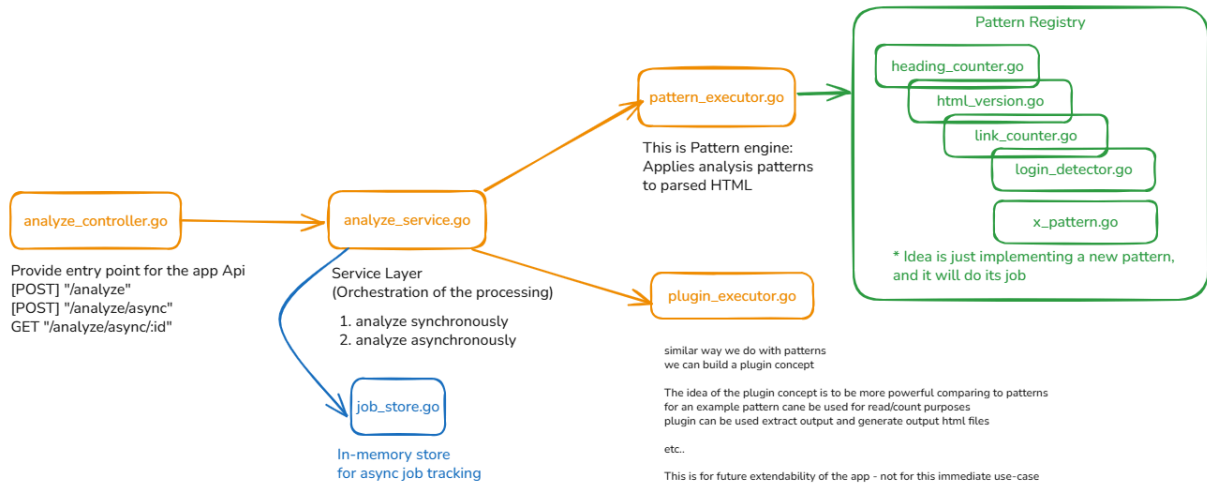 Pattern Registry
heading_counter.go
html_version.go
link_counter.go
login_detector.go
x_pattern.go
* Idea is just implementing a new pattern,
and it will do its job
pattern_executor.go
This is Pattern engine:
Applies analysis patterns
to parsed HTML
analyze_controller.go
Provide entry point for the app Api
[POST] "/analyze"
[POST] "/analyze/async"
GET "/analyze/async/:id"
analyze_service.go
Service Layer
(Orchestration of the processing)
1. analyze synchronously
2. analyze asynchronously
job_store.go
In-memory store
for async job tracking
plugin_executor.go
similar way we do with patterns
we can build a plugin concept
The idea of the plugin concept is to be more powerful comparing to patterns
for an example pattern cane be used for read/count purposes
plugin can be used extract output and generate output html files
etc..
This is for future extendability of the app - not for this immediate use-case